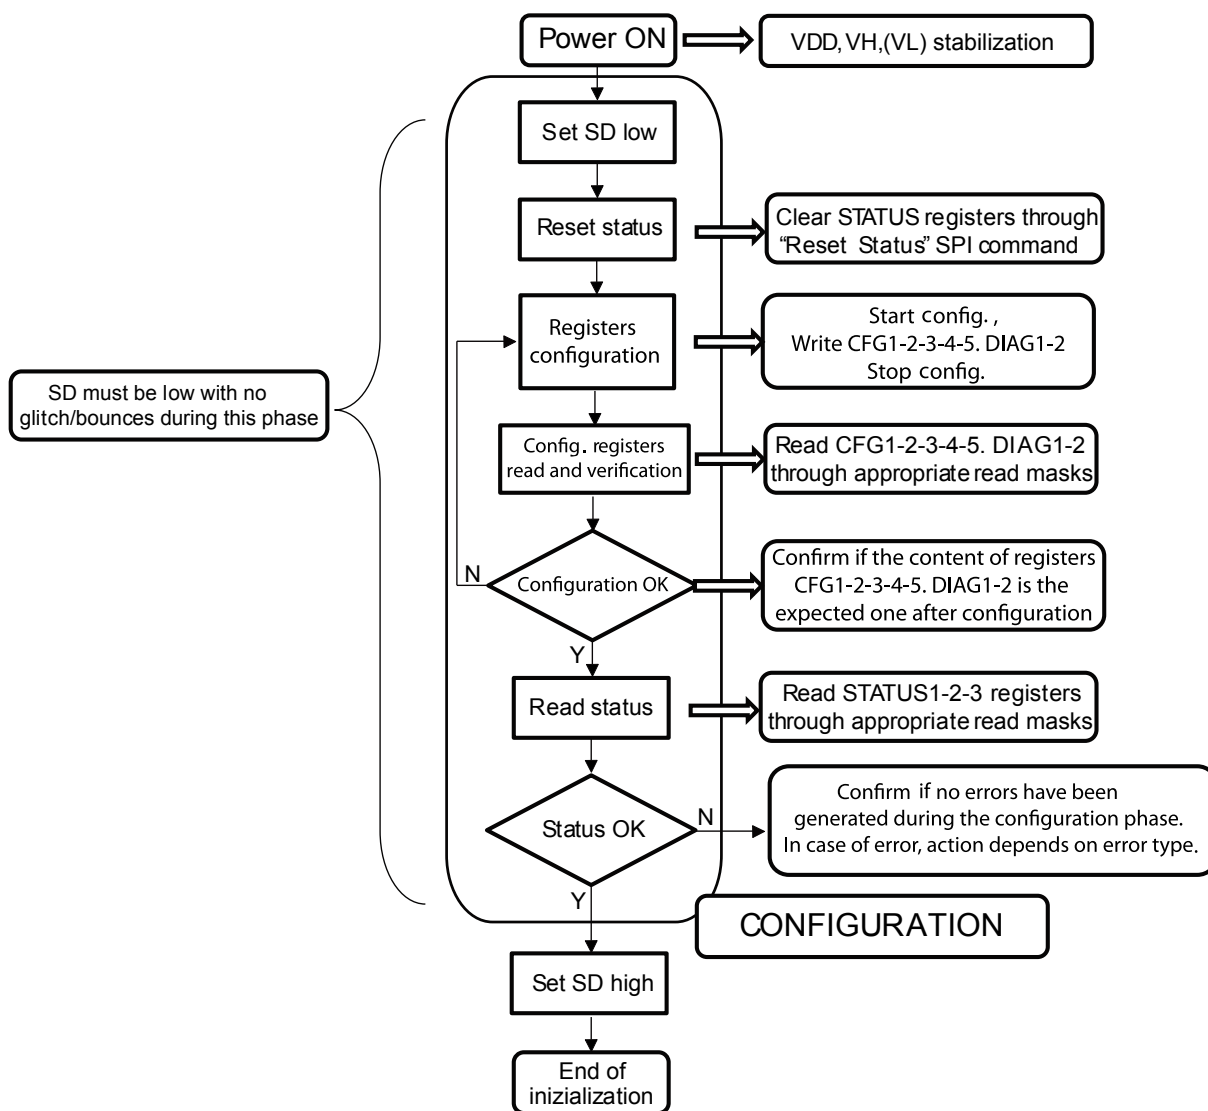 Power ON
VDD, VH,(VL) stabilization
Set SD low
Reset status
Clear STATUS registers through
“Reset Status” SPI command
Registers
configuration
Start config. ,
Write CFG1-2-3-4-5. DIAG1-2
Stop config.
SD must be low with no
glitch/bounces during this phase
Config. registers
read and verification
Read CFG1-2-3-4-5. DIAG1-2
through appropriate read masks
N
Configuration OK
Confirm if the content of registers
CFG1-2-3-4-5. DIAG1-2 is the
expected one after configuration
Y
Read status
Read STATUS1-2-3 registers
through appropriate read masks
Status OK
N
Confirm if no errors have been
generated during the configuration phase.
In case of error, action depends on error type.
Y
CONFIGURATION
Set SD high
End of
inizialization